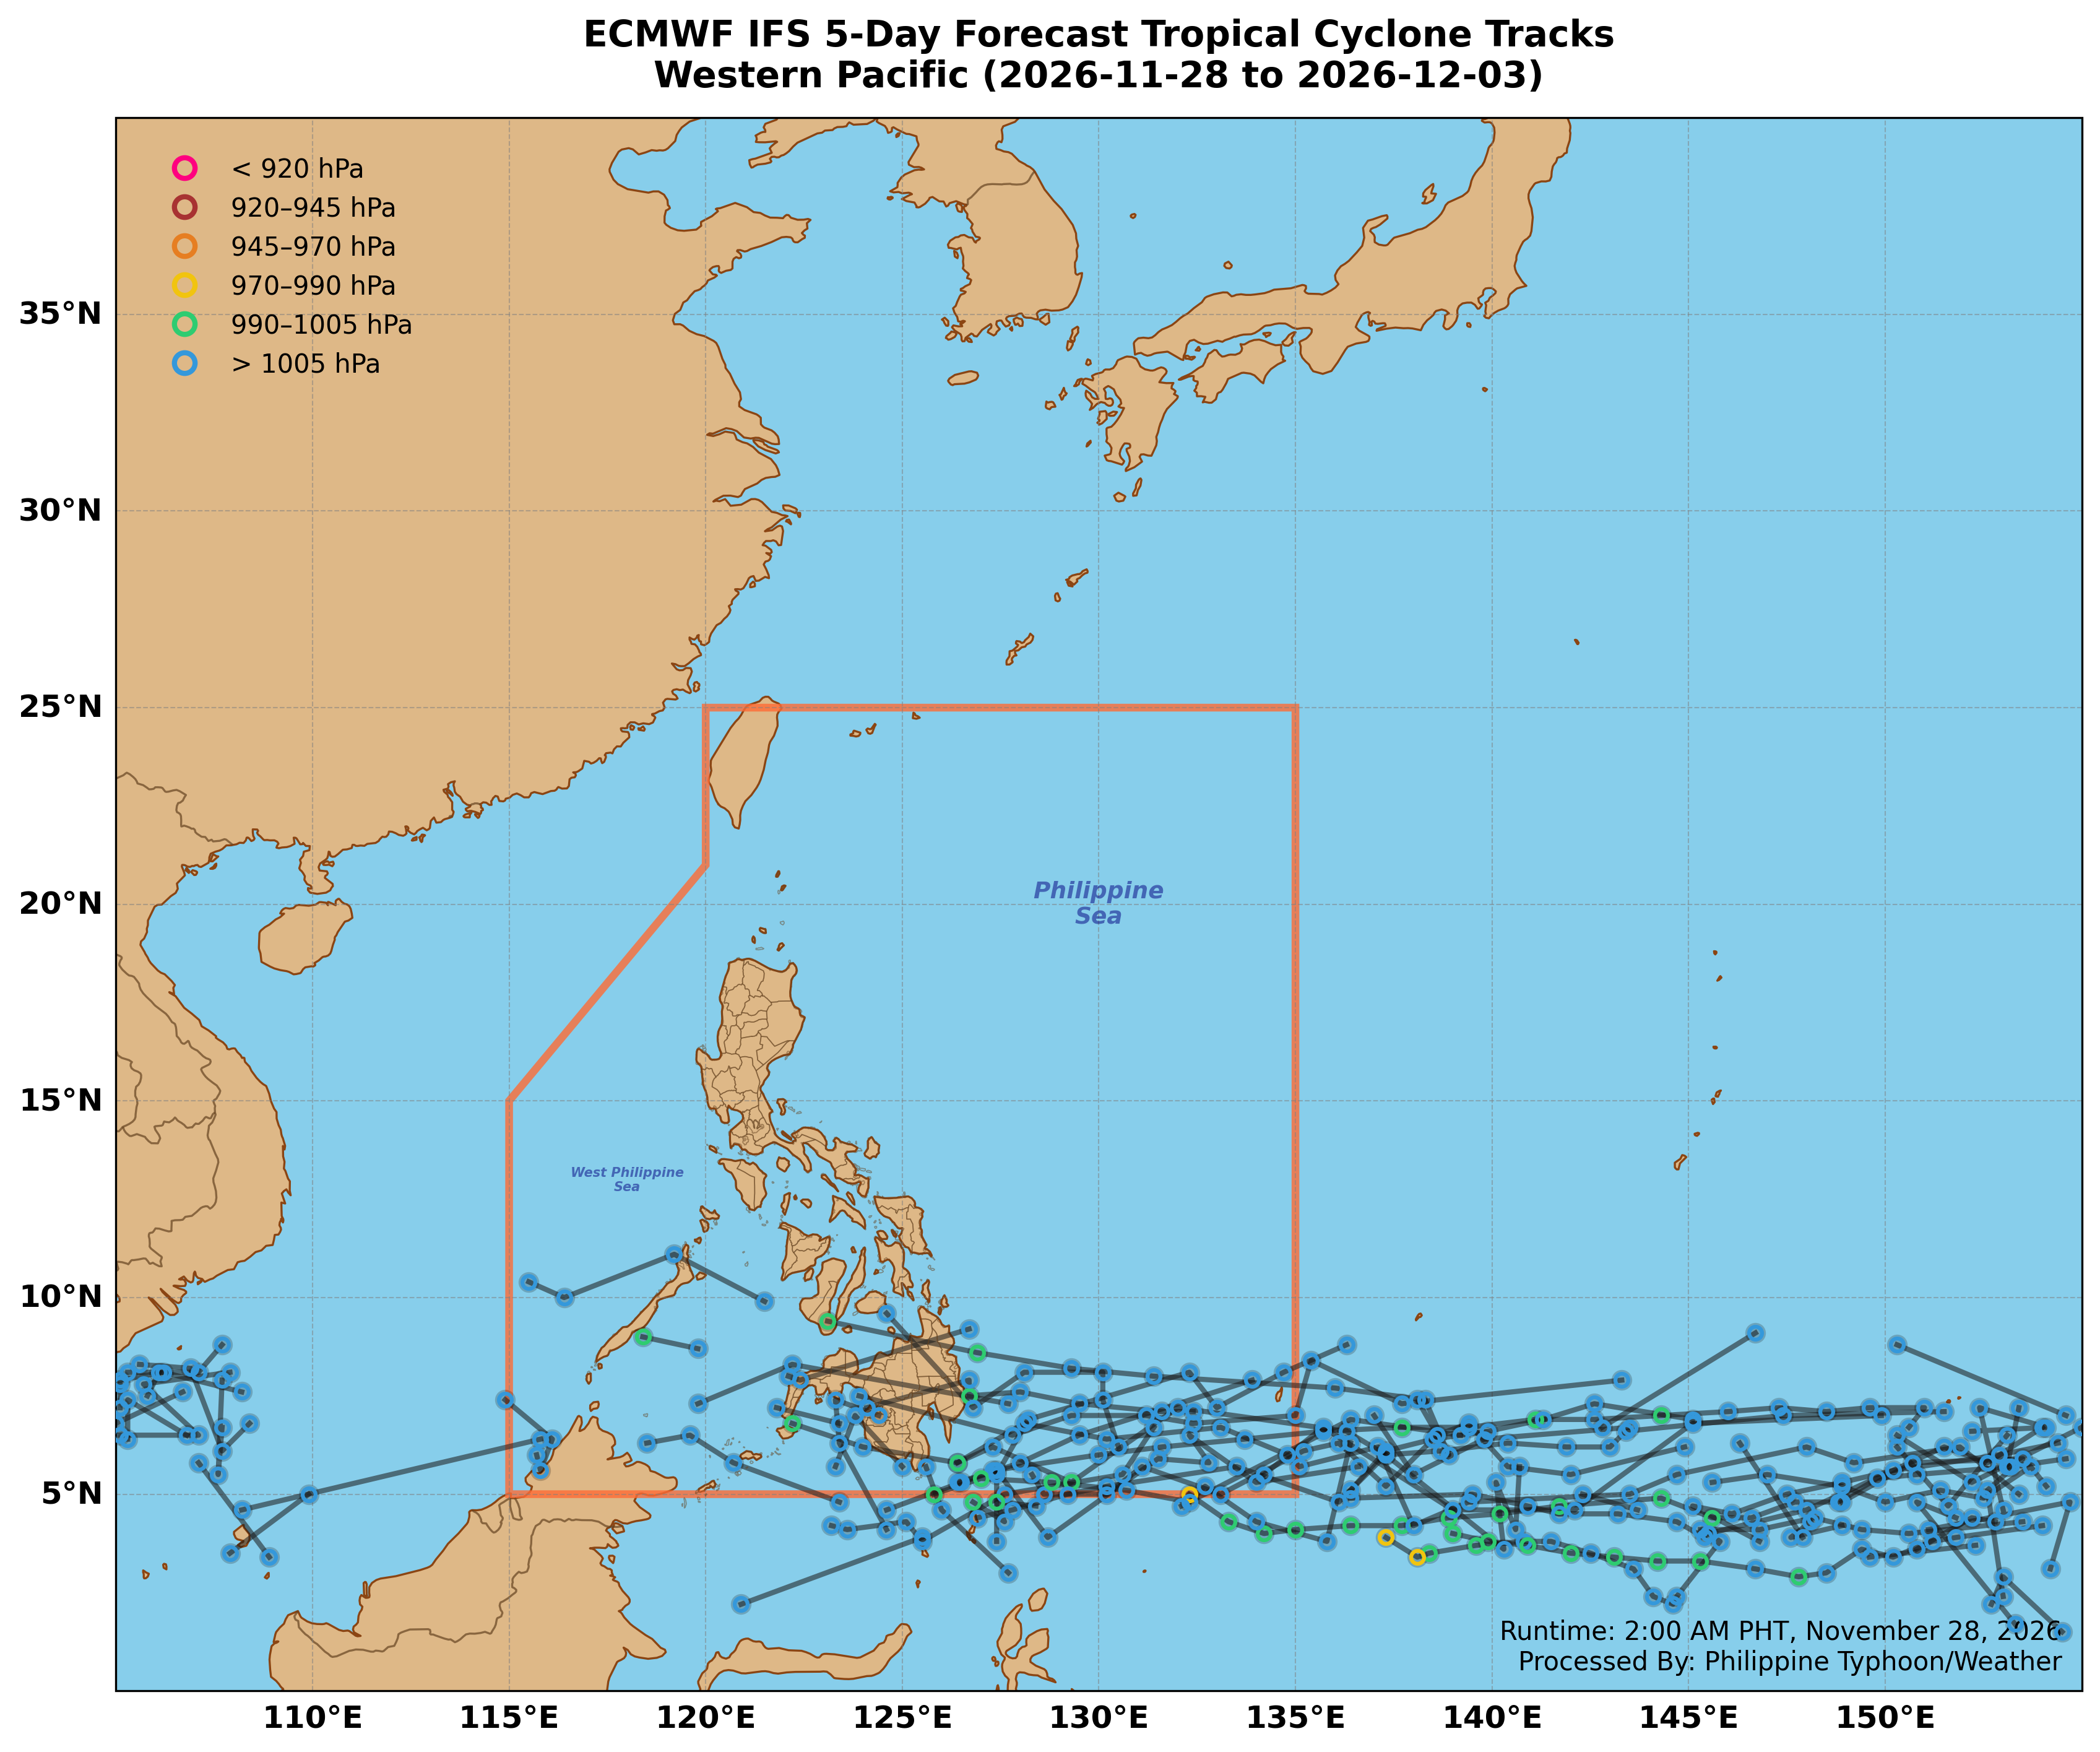 ECMWF IFS 5-Day Forecast Tropical Cyclone Tracks
Western Pacific (2026-11-28 to 2026-12-03)
< 920 hPa
920–945 hPa
945–970 hPa
970–990 hPa
990–1005 hPa
> 1005 hPa
35°N
30°N
25°N
20°N
15°N
10°N
5°N
Philippine
Sea
West Philippine
Sea
Runtime: 2:00 AM PHT, November 28, 2026
Processed By: Philippine Typhoon/Weather
110°E
115°E
120°E
125°E
130°E
135°E
140°E
145°E
150°E